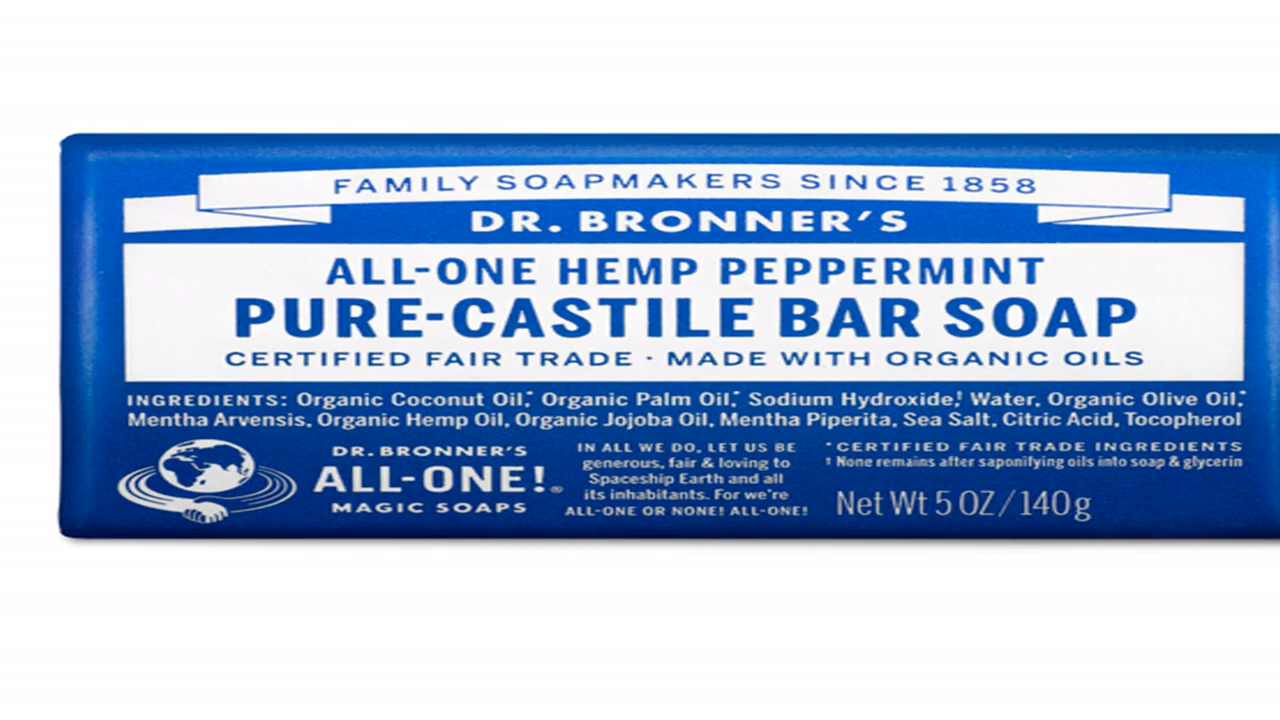 FAMILY SOAPMAKERS SINCE 1858
DR. BRONNER'S
ALL-ONE HEMP PEPPERMINT
PURE-CASTILE BAR SOAP
CERTIFIED FAIR TRADE · MADE WITH ORGANIC OILS
INGREDIENTS: Organic Coconut Oil,* Organic Palm Oil,* Sodium Hydroxide,† Water, Organic Olive Oil,*
Mentha Arvensis, Organic Hemp Oil, Organic Jojoba Oil, Mentha Piperita, Sea Salt, Citric Acid, Tocopherol
DR. BRONNER'S
ALL-ONE!®
MAGIC SOAPS
IN ALL WE DO, LET US BE
generous, fair & loving to
Spaceship Earth and all
its inhabitants. For we're
ALL-ONE OR NONE! ALL-ONE!
*CERTIFIED FAIR TRADE INGREDIENTS
† None remains after saponifying oils into soap & glycerin
Net Wt 5 OZ/140g